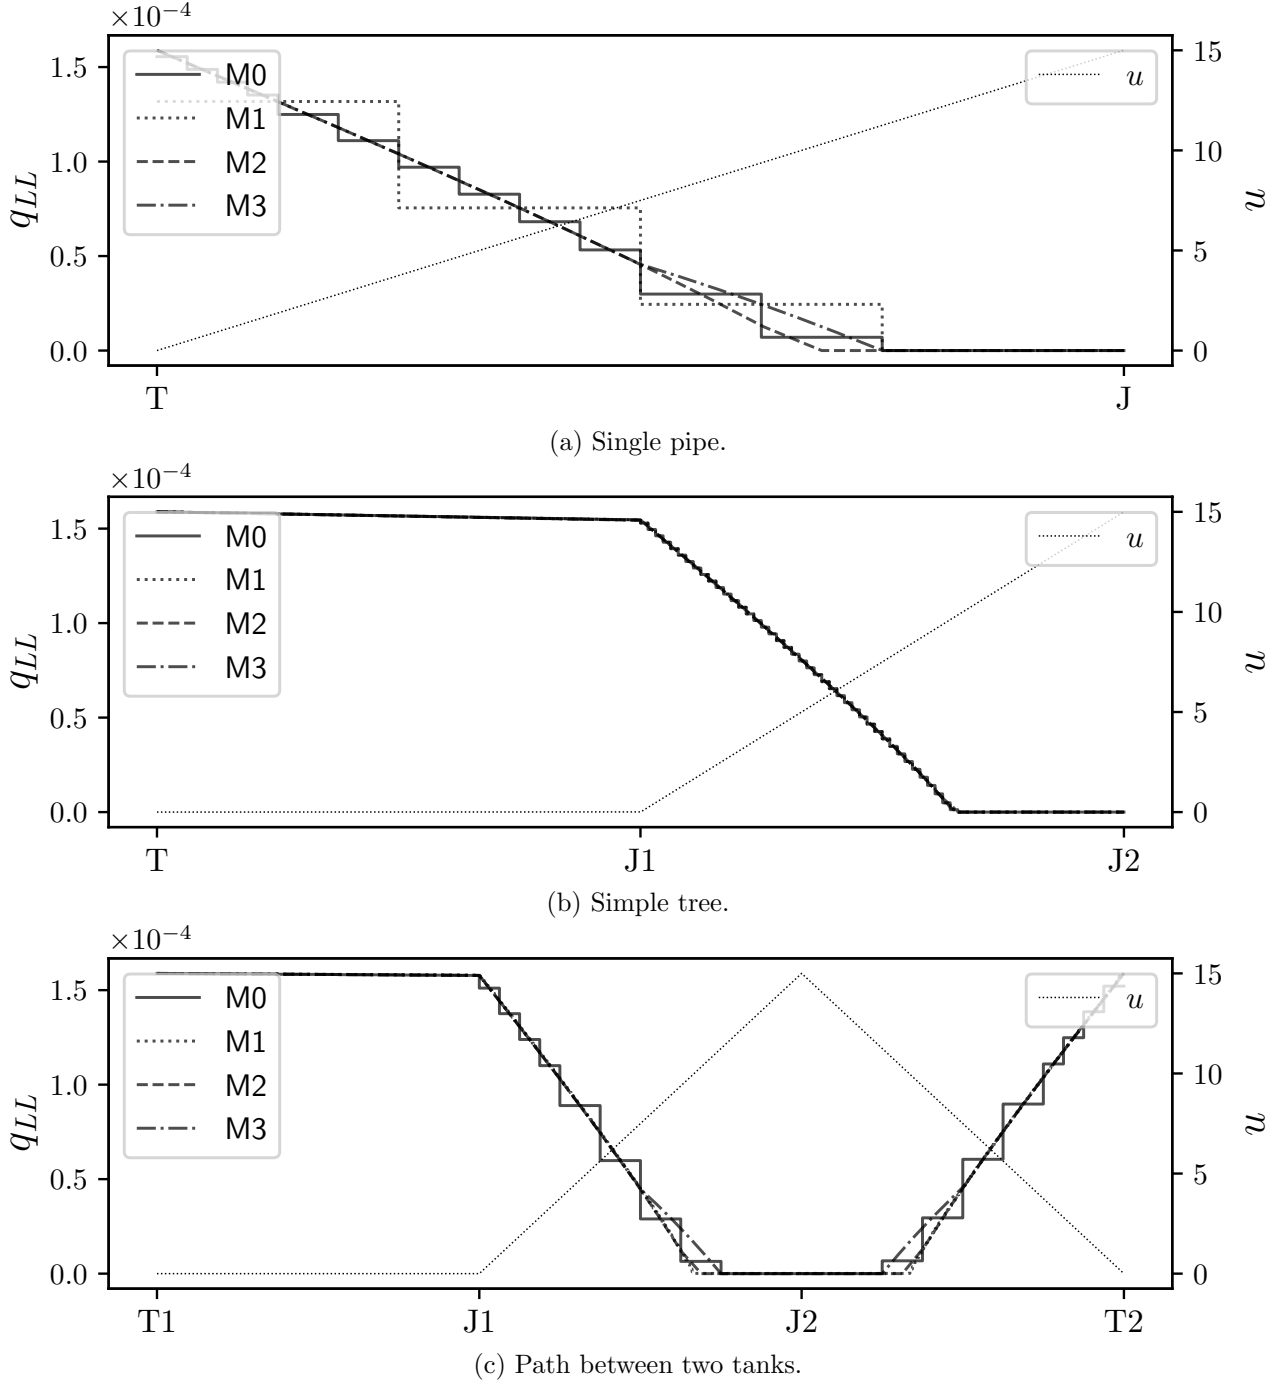 ×10⁻⁴
1.5
1.0
0.5
0.0
q_LL
M0
M1
M2
M3
u
15
10
5
0
u
T J
(a) Single pipe.
×10⁻⁴
1.5
1.0
0.5
0.0
q_LL
M0
M1
M2
M3
u
15
10
5
0
u
T J1 J2
(b) Simple tree.
×10⁻⁴
1.5
1.0
0.5
0.0
q_LL
M0
M1
M2
M3
u
15
10
5
0
u
T1 J1 J2 T2
(c) Path between two tanks.